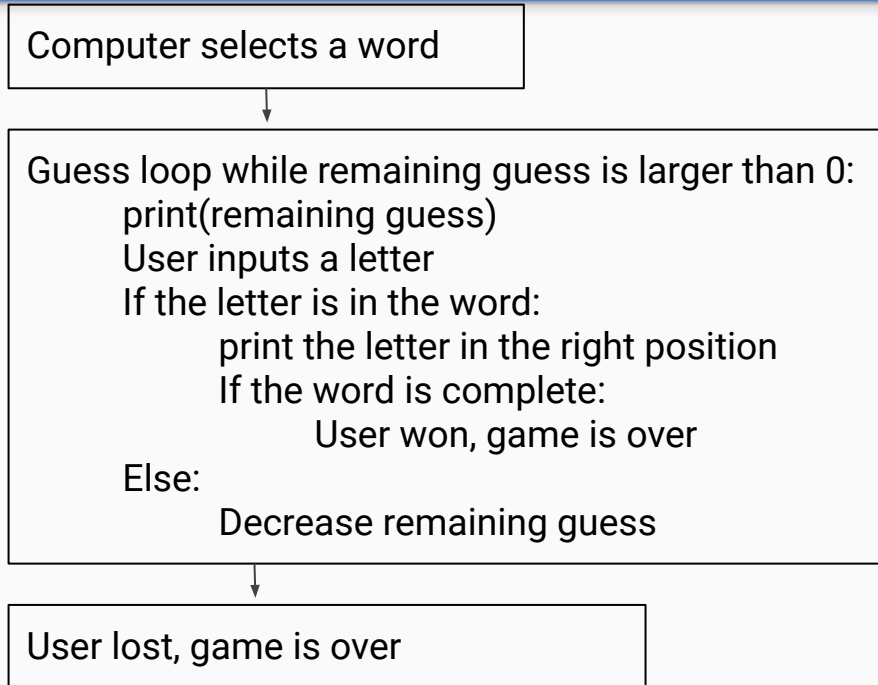 Computer selects a word
Guess loop while remaining guess is larger than 0:
print(remaining guess)
User inputs a letter
If the letter is in the word:
print the letter in the right position
If the word is complete:
User won, game is over
Else:
Decrease remaining guess
User lost, game is over